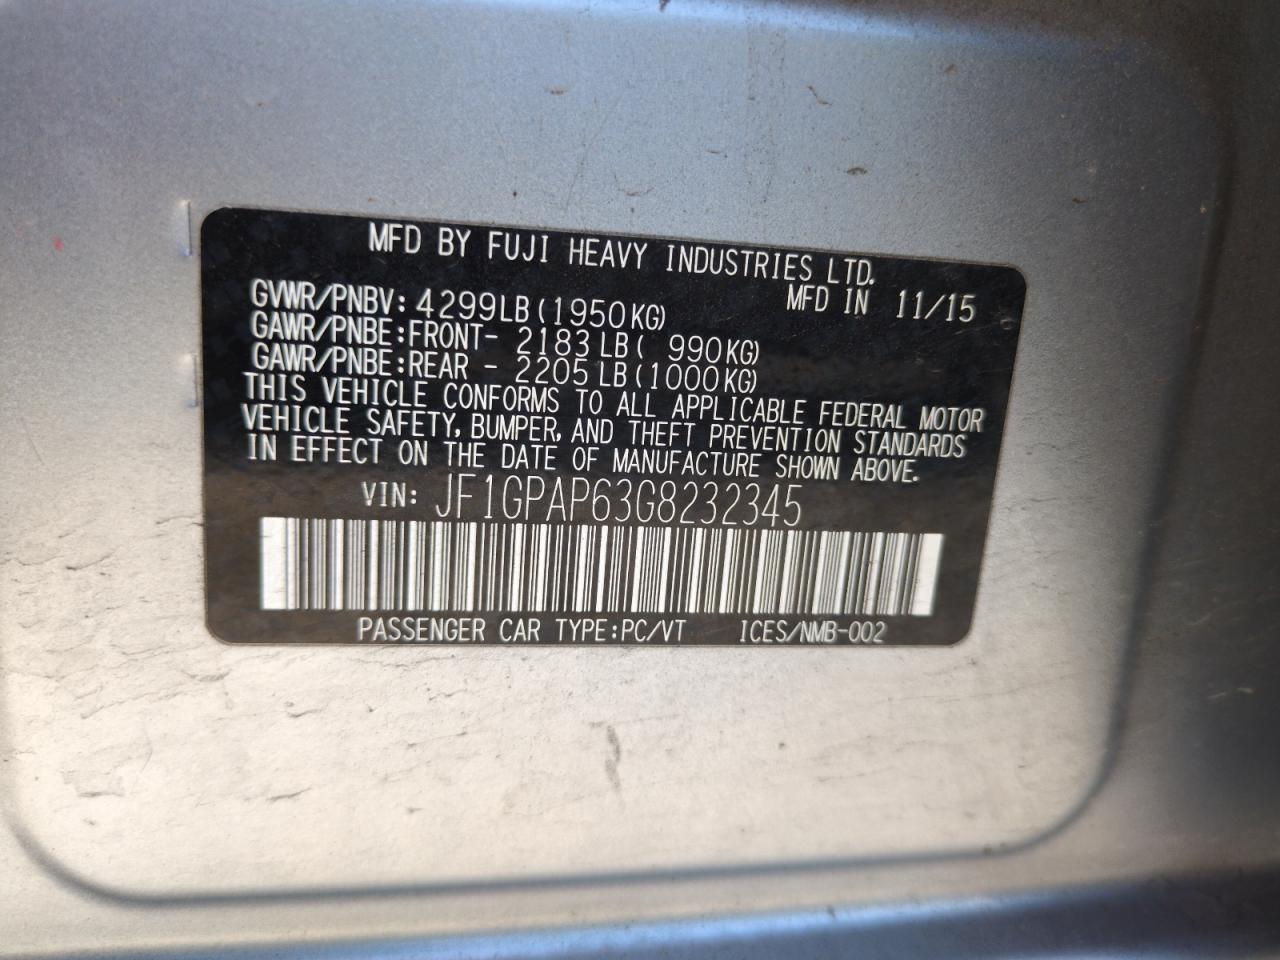 MFD BY FUJI HEAVY INDUSTRIES LTD.
GVWR/PNBV: 4299LB (1950KG) MFD IN 11/15
GAWR/PNBE: FRONT- 2183 LB ( 990KG)
GAWR/PNBE: REAR - 2205 LB (1000KG)
THIS VEHICLE CONFORMS TO ALL APPLICABLE FEDERAL MOTOR
VEHICLE SAFETY, BUMPER, AND THEFT PREVENTION STANDARDS
IN EFFECT ON THE DATE OF MANUFACTURE SHOWN ABOVE.
VIN: JF1GPAP63G8232345
PASSENGER CAR TYPE: PC/VT ICES/NMB-002